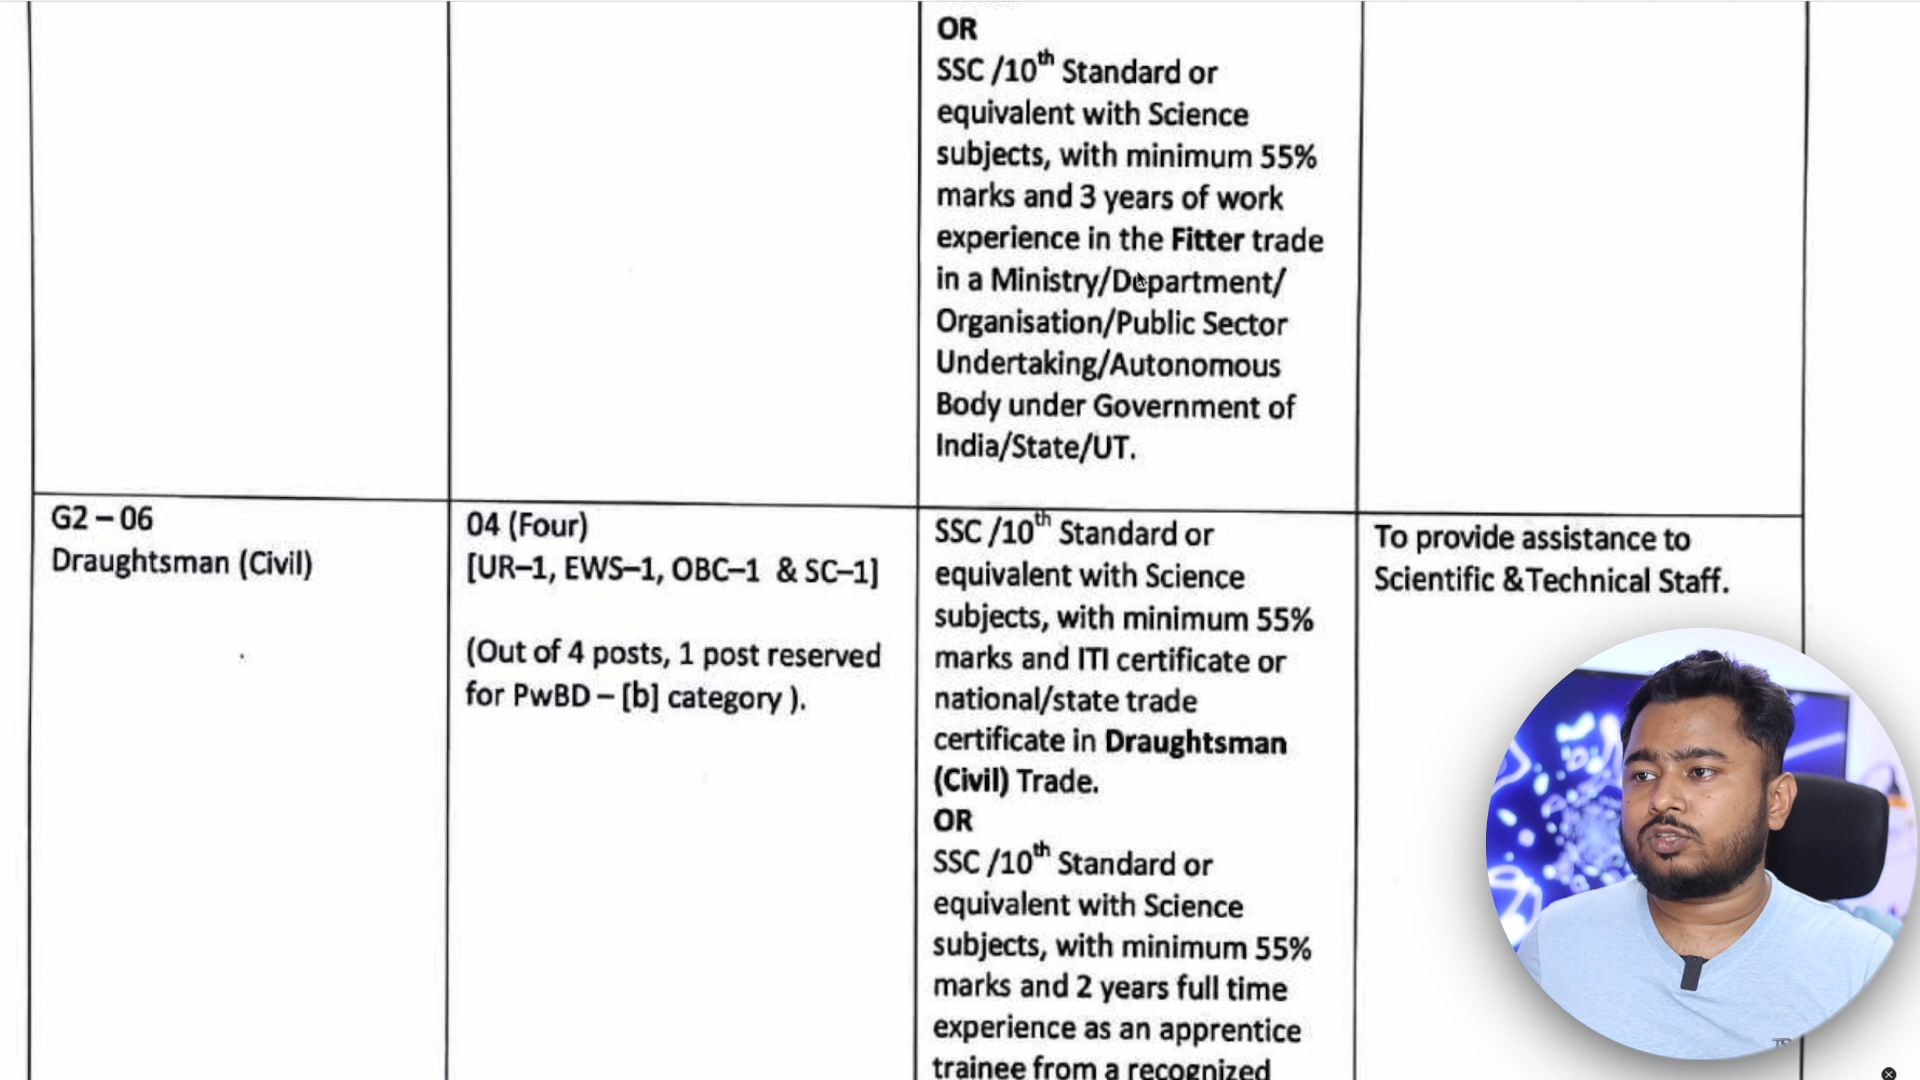 OR
SSC /10th Standard or
equivalent with Science
subjects, with minimum 55%
marks and 3 years of work
experience in the Fitter trade
in a Ministry/Department/
Organisation/Public Sector
Undertaking/Autonomous
Body under Government of
India/State/UT.
G2 – 06
Draughtsman (Civil)
04 (Four)
[UR–1, EWS–1, OBC–1 & SC–1]
(Out of 4 posts, 1 post reserved
for PwBD – [b] category ).
SSC /10th Standard or
equivalent with Science
subjects, with minimum 55%
marks and ITI certificate or
national/state trade
certificate in Draughtsman
(Civil) Trade.
OR
SSC /10th Standard or
equivalent with Science
subjects, with minimum 55%
marks and 2 years full time
experience as an apprentice
trainee from a recognized
To provide assistance to
Scientific &Technical Staff.